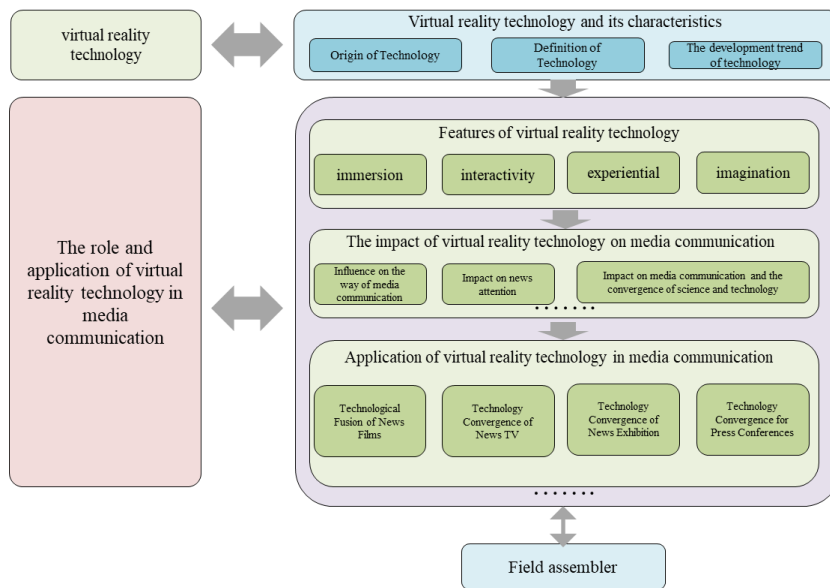 virtual reality
technology
Virtual reality technology and its characteristics
Origin of Technology
Definition of
Technology
The development trend
of technology
The role and
application of virtual
reality technology in
media
communication
Features of virtual reality technology
immersion
interactivity
experiential
imagination
The impact of virtual reality technology on media communication
Influence on the
way of media
communication
Impact on news
attention
Impact on media communication and the
convergence of science and technology
.......
Application of virtual reality technology in media communication
Technological
Fusion of News
Films
Technology
Convergence of
News TV
Technology
Convergence of
News Exhibition
Technology
Convergence for
Press Conferences
.......
Field assembler